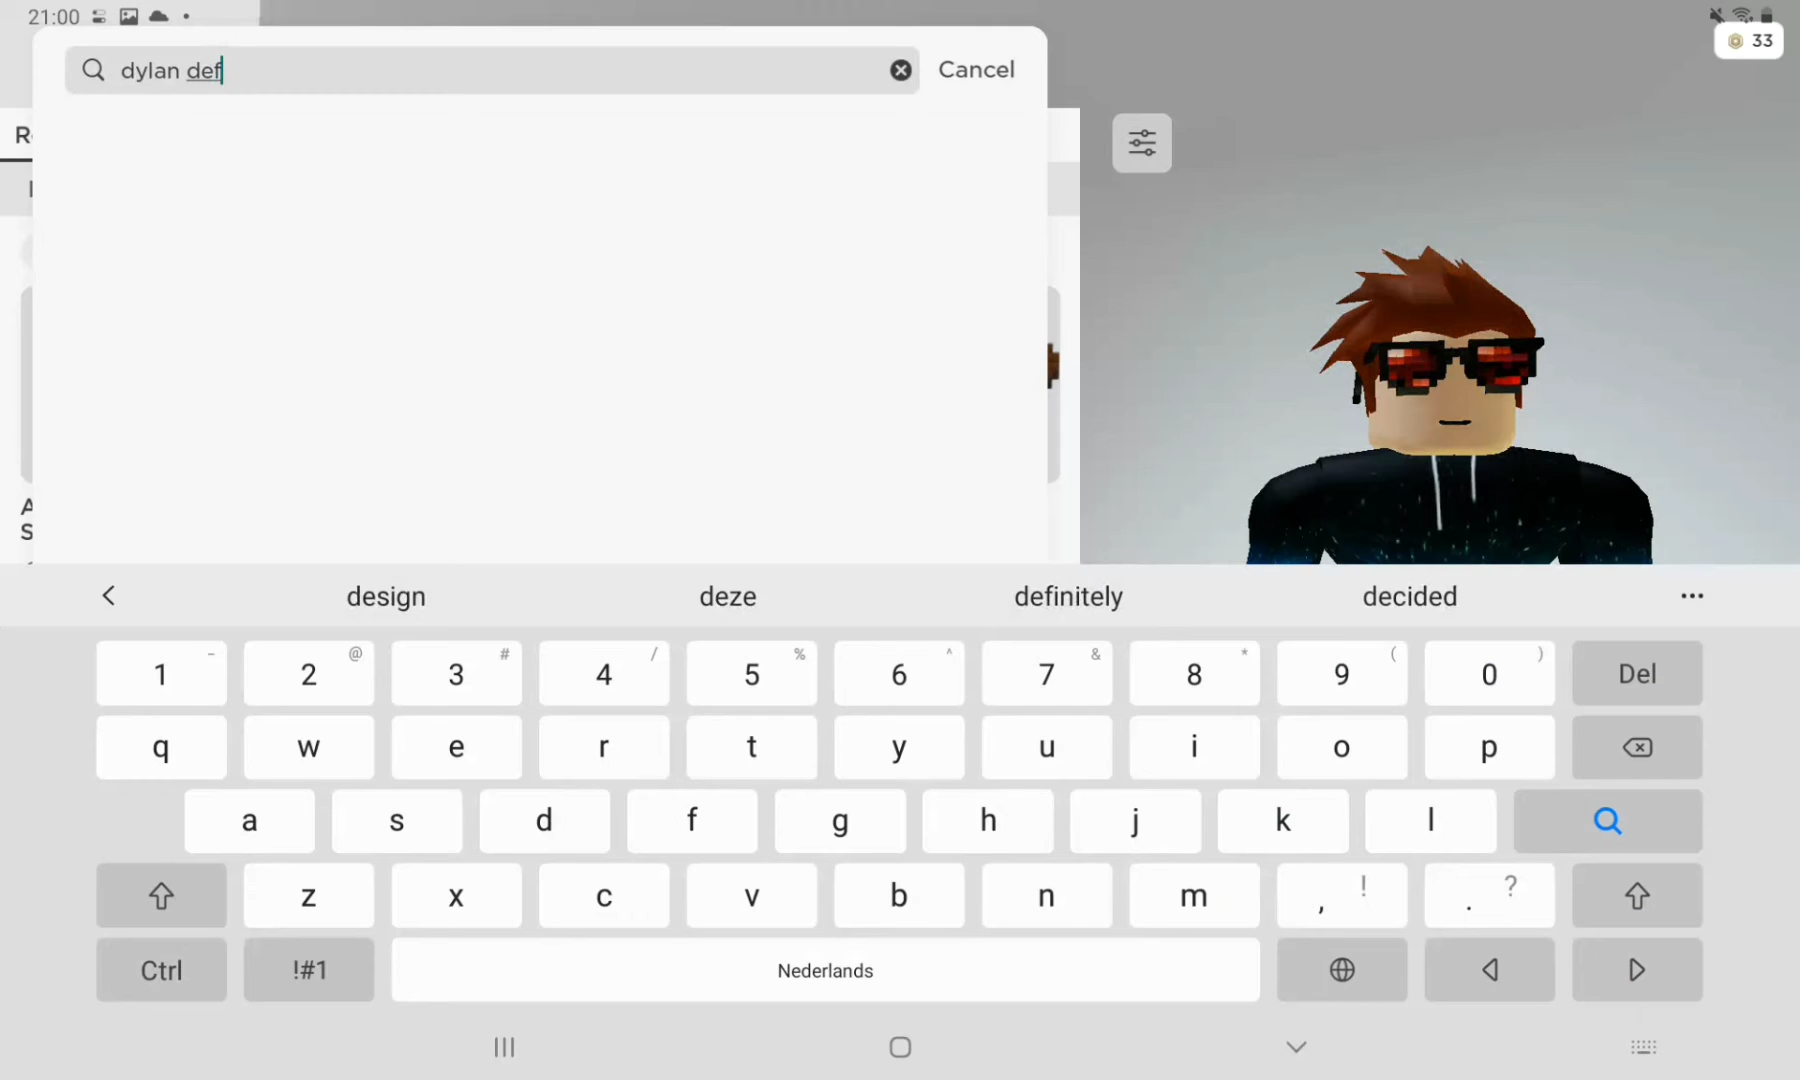 21:00
33
dylan def
Cancel
R
A
S
design deze definitely decided
1 - 2 @ 3 # 4 / 5 % 6 ^ 7 & 8 * 9 ( 0 ) Del
q w e r t y u i o p
a s d f g h j k l
z x c v b n m , ! . ?
Ctrl !#1 Nederlands